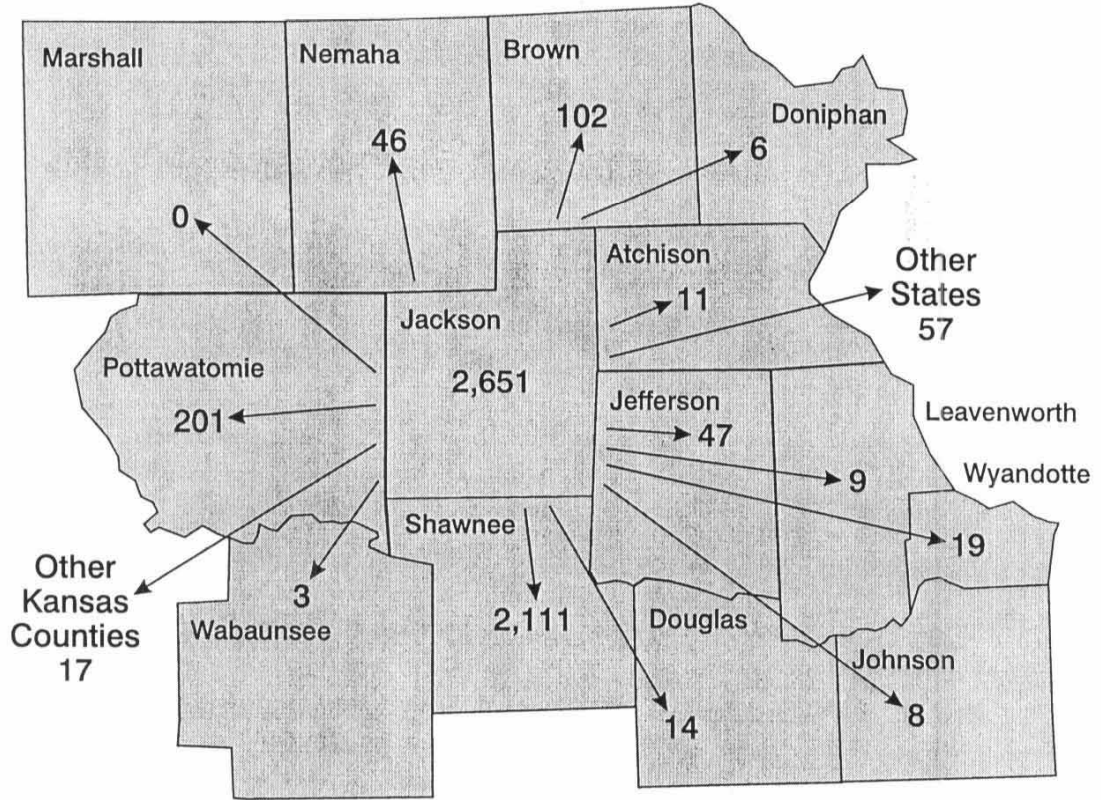 Marshall
Nemaha
Brown
Doniphan
46
102
6
0
Atchison
11
Other
States
57
Jackson
2,651
Pottawatomie
201
Jefferson
47
Leavenworth
9
Wyandotte
19
Shawnee
2,111
Other
Kansas
Counties
17
3
Wabaunsee
Douglas
14
Johnson
8